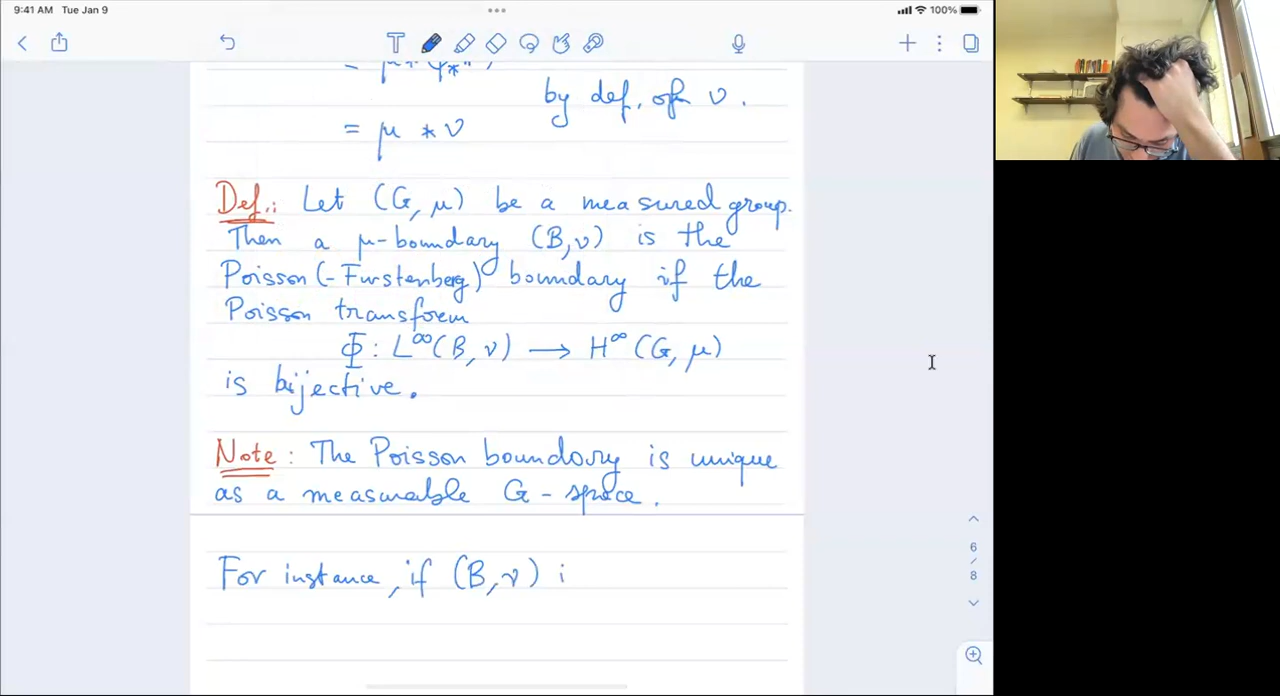 9:41 AM Tue Jan 9
100%
by def. of ν.
= μ * ν
Def.: Let (G, μ) be a measured group.
Then a μ-boundary (B, ν) is the
Poisson(-Furstenberg) boundary if the
Poisson transform
Φ : L^∞(B, ν) → H^∞(G, μ)
is bijective.
Note: The Poisson boundary is unique
as a measurable G-space.
6
/
8
For instance, if (B, ν) i